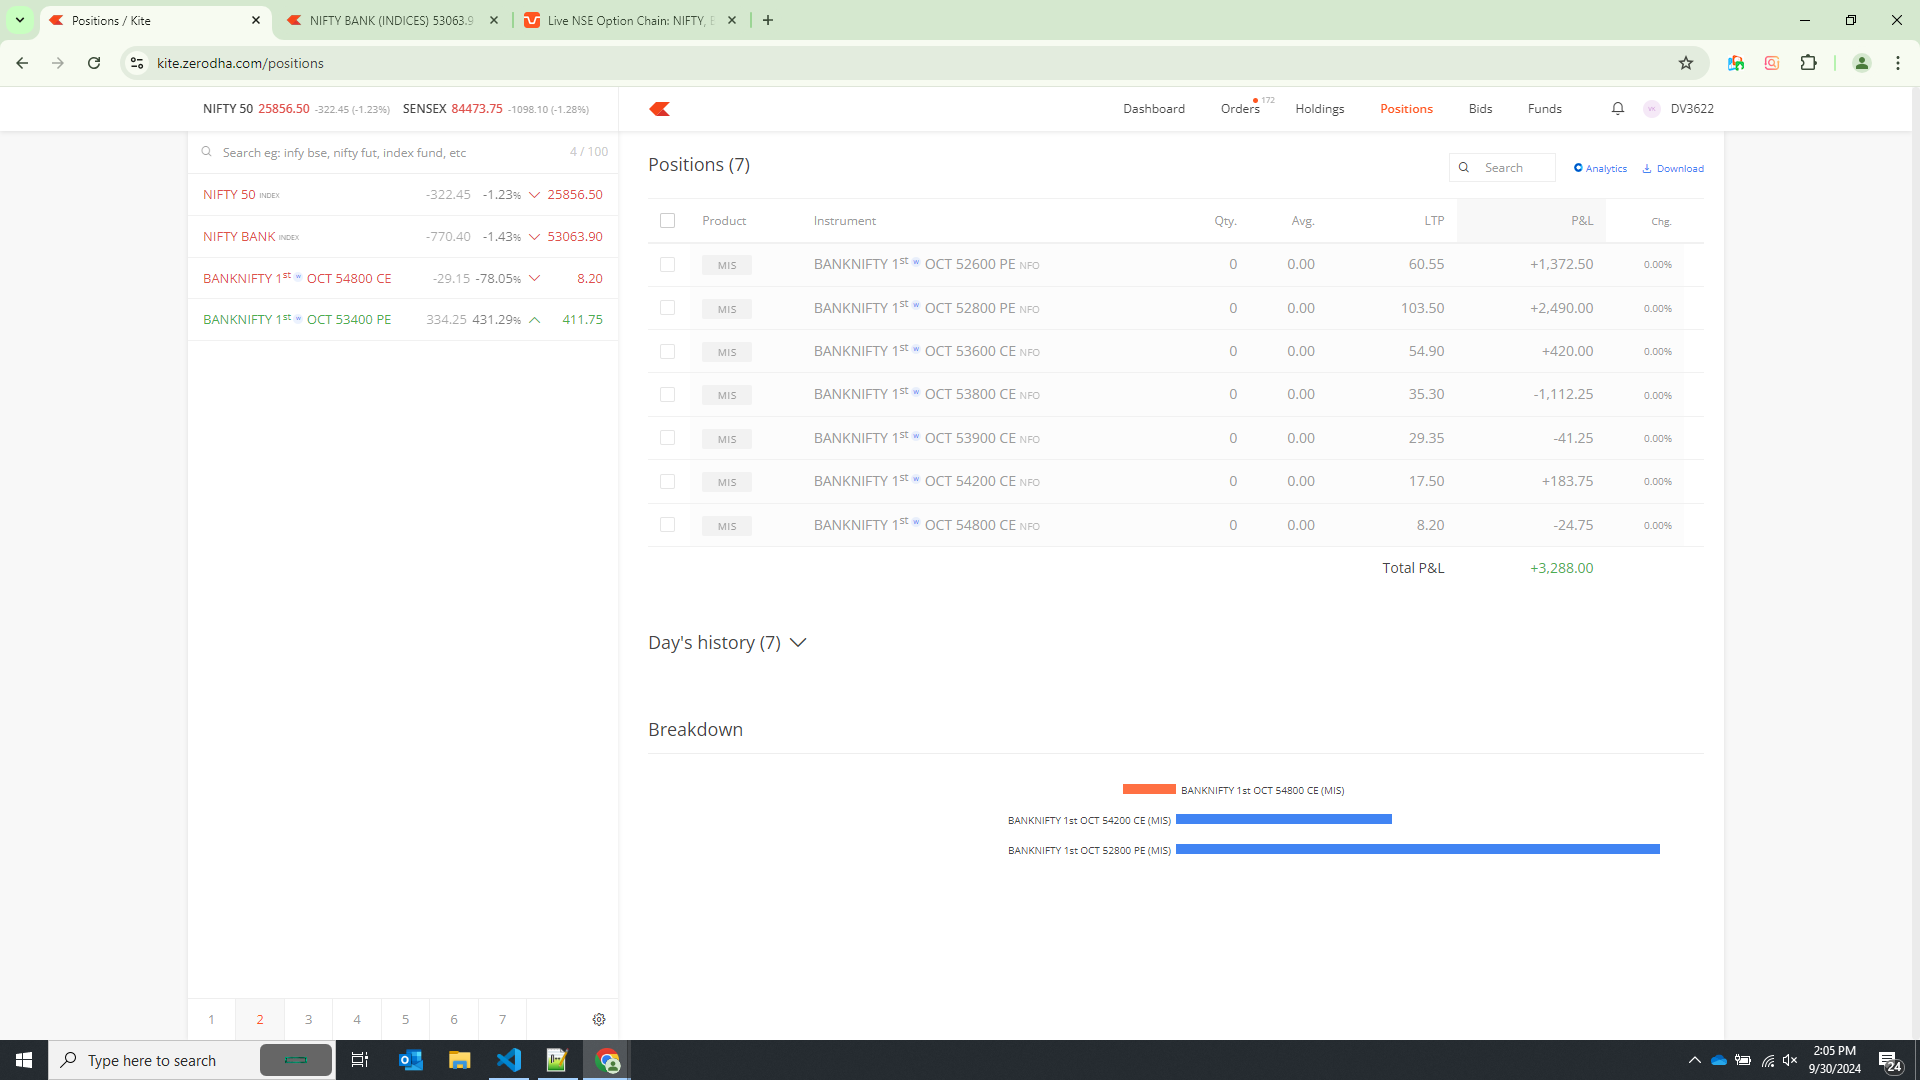 Positions / Kite
NIFTY BANK (INDICES) 53063.9
Live NSE Option Chain: NIFTY, B
kite.zerodha.com/positions
NIFTY 50 25856.50 -322.45 (-1.23%) SENSEX 84473.75 -1098.10 (-1.28%)
Dashboard Orders 172 Holdings Positions Bids Funds DV3622
Search eg: infy bse, nifty fut, index fund, etc 4 / 100
NIFTY 50 INDEX -322.45 -1.23% 25856.50
NIFTY BANK INDEX -770.40 -1.43% 53063.90
BANKNIFTY 1st w OCT 54800 CE -29.15 -78.05% 8.20
BANKNIFTY 1st w OCT 53400 PE 334.25 431.29% 411.75
1 2 3 4 5 6 7
Positions (7) Search Analytics Download
Product Instrument Qty. Avg. LTP P&L Chg.
MIS BANKNIFTY 1st w OCT 52600 PE NFO 0 0.00 60.55 +1,372.50 0.00%
MIS BANKNIFTY 1st w OCT 52800 PE NFO 0 0.00 103.50 +2,490.00 0.00%
MIS BANKNIFTY 1st w OCT 53600 CE NFO 0 0.00 54.90 +420.00 0.00%
MIS BANKNIFTY 1st w OCT 53800 CE NFO 0 0.00 35.30 -1,112.25 0.00%
MIS BANKNIFTY 1st w OCT 53900 CE NFO 0 0.00 29.35 -41.25 0.00%
MIS BANKNIFTY 1st w OCT 54200 CE NFO 0 0.00 17.50 +183.75 0.00%
MIS BANKNIFTY 1st w OCT 54800 CE NFO 0 0.00 8.20 -24.75 0.00%
Total P&L +3,288.00
Day's history (7)
Breakdown
BANKNIFTY 1st OCT 54800 CE (MIS)
BANKNIFTY 1st OCT 54200 CE (MIS)
BANKNIFTY 1st OCT 52800 PE (MIS)
Type here to search
2:05 PM
9/30/2024
24